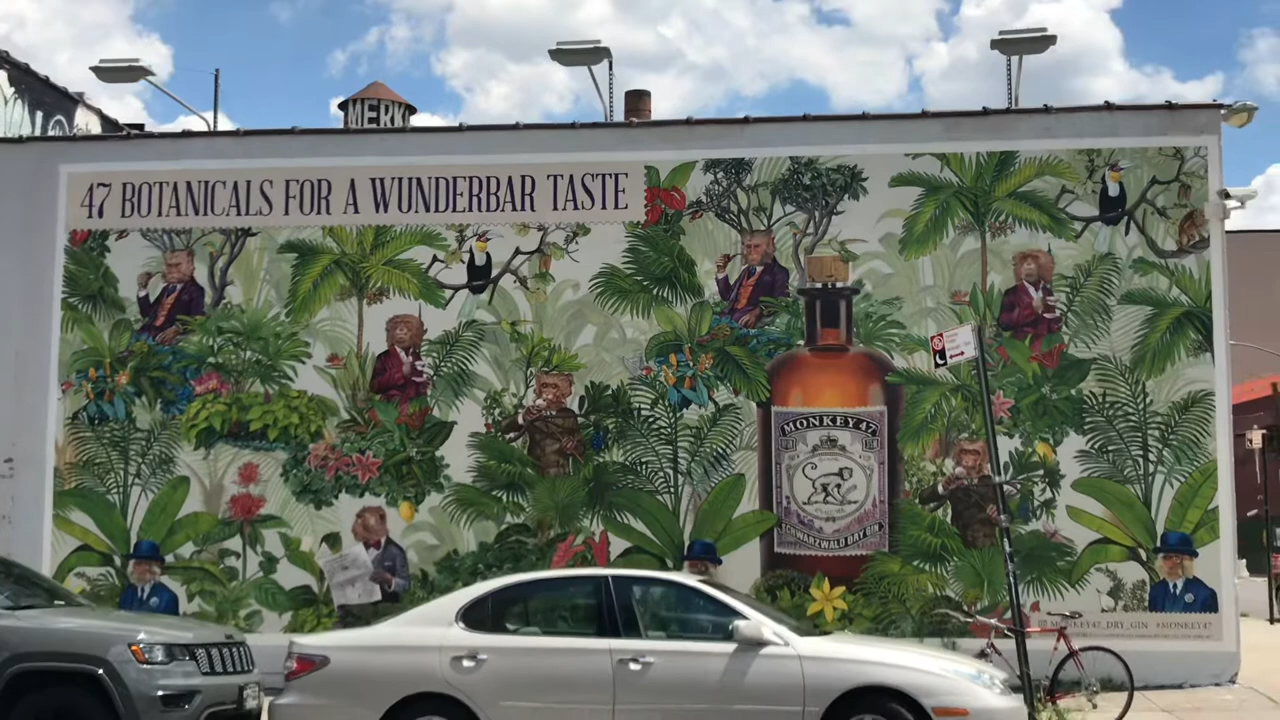 MERK
47 BOTANICALS FOR A WUNDERBAR TASTE
MONKEY 47
SCHWARZWALD DRY GIN
MONKEY47_DRY_GIN #MONKEY47